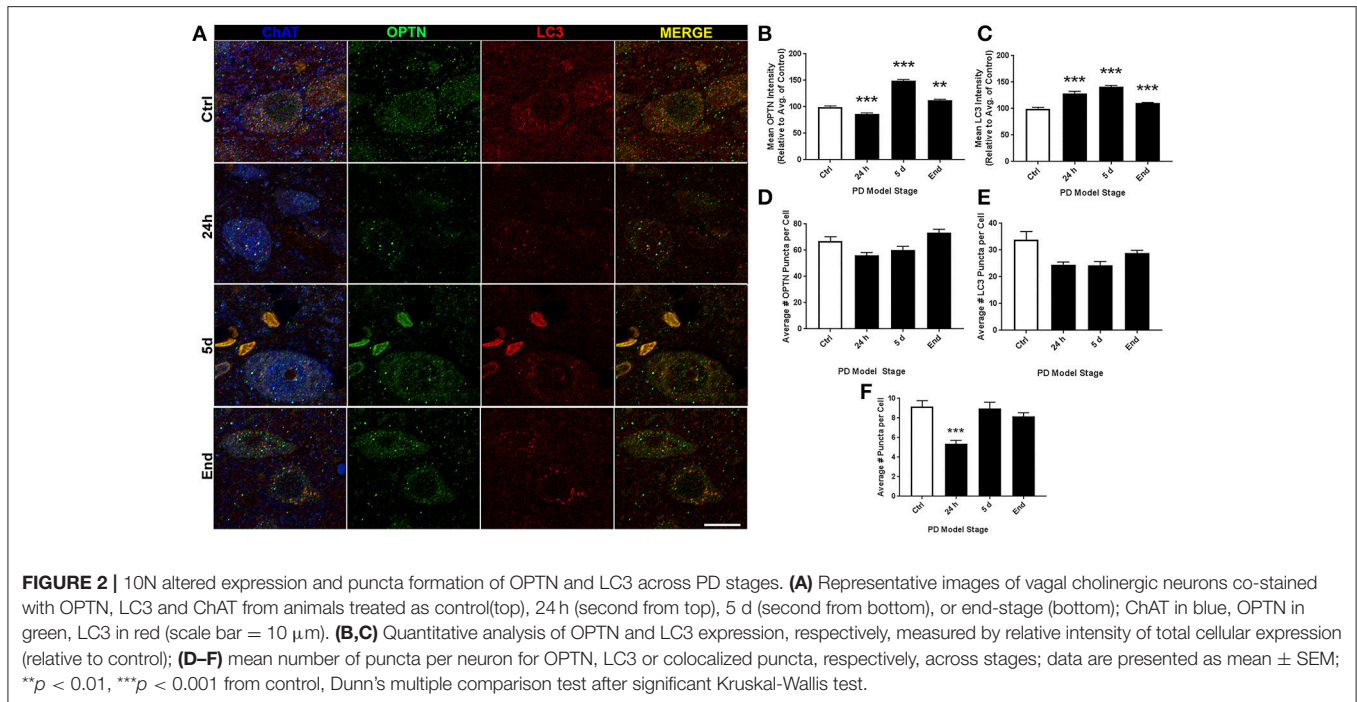 A
ChAT OPTN LC3 MERGE
Ctrl
24h
5d
End
B
Mean OPTN Intensity
(Relative to Avg. of Control)
200
150
100
50
0
***
***
**
Ctrl
24 h
5 d
End
PD Model Stage
C
Mean LC3 Intensity
(Relative to Avg. of Control)
200
150
100
50
0
***
***
***
Ctrl
24 h
5 d
End
PD Model Stage
D
Average # OPTN Puncta per Cell
80
60
40
20
0
Ctrl
24 h
5 d
End
PD Model Stage
E
Average # LC3 Puncta per Cell
40
30
20
10
0
Ctrl
24 h
5 d
End
PD Model Stage
F
Average # Puncta per Cell
10
8
6
4
2
0
***
Ctrl
24 h
5 d
End
PD Model Stage
FIGURE 2 | 10N altered expression and puncta formation of OPTN and LC3 across PD stages. (A) Representative images of vagal cholinergic neurons co-stained
with OPTN, LC3 and ChAT from animals treated as control(top), 24 h (second from top), 5 d (second from bottom), or end-stage (bottom); ChAT in blue, OPTN in
green, LC3 in red (scale bar = 10 μm). (B,C) Quantitative analysis of OPTN and LC3 expression, respectively, measured by relative intensity of total cellular expression
(relative to control); (D–F) mean number of puncta per neuron for OPTN, LC3 or colocalized puncta, respectively, across stages; data are presented as mean ± SEM;
**p < 0.01, ***p < 0.001 from control, Dunn's multiple comparison test after significant Kruskal-Wallis test.